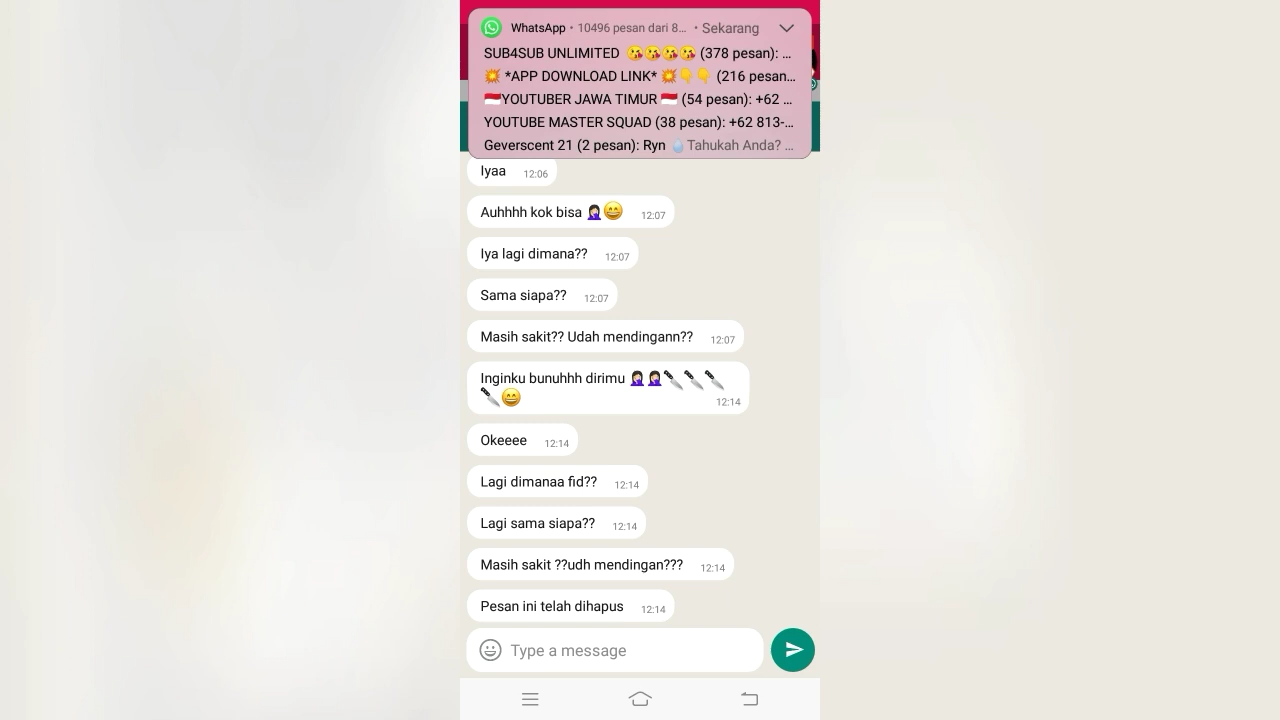 WhatsApp • 10496 pesan dari 8... • Sekarang
SUB4SUB UNLIMITED 😘😘😘😘 (378 pesan): ...
💥 *APP DOWNLOAD LINK* 💥👇👇 (216 pesan...
🇮🇩YOUTUBER JAWA TIMUR 🇮🇩 (54 pesan): +62 ...
YOUTUBE MASTER SQUAD (38 pesan): +62 813-...
Geverscent 21 (2 pesan): Ryn 🥚Tahukah Anda? ...
Iyaa 12:06
Auhhhh kok bisa 🤦🏻‍♀️😄 12:07
Iya lagi dimana?? 12:07
Sama siapa?? 12:07
Masih sakit?? Udah mendingann?? 12:07
Inginku bunuhhh dirimu 🤦🏻‍♀️🤦🏻‍♀️🔪🔪🔪
🔪😄 12:14
Okeeee 12:14
Lagi dimanaa fid?? 12:14
Lagi sama siapa?? 12:14
Masih sakit ??udh mendingan??? 12:14
Pesan ini telah dihapus 12:14
Type a message